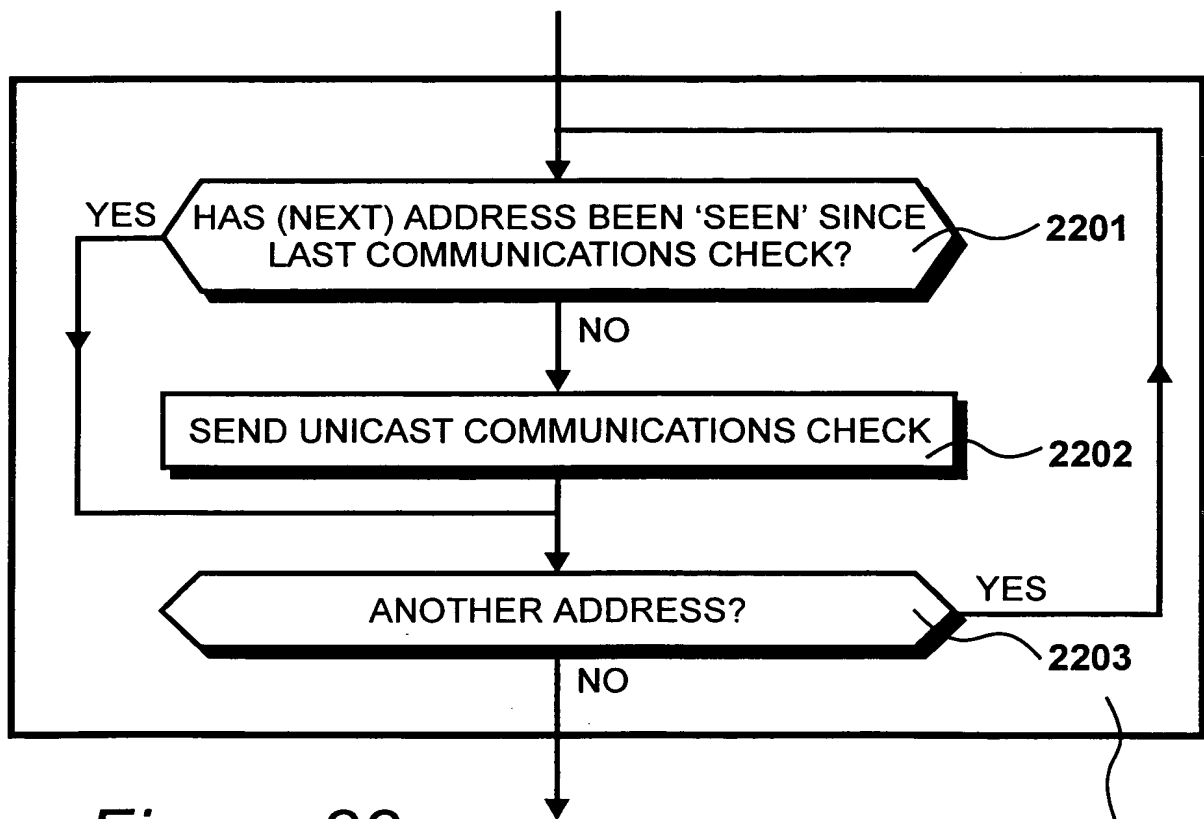 YES
HAS (NEXT) ADDRESS BEEN 'SEEN' SINCE
LAST COMMUNICATIONS CHECK?
2201
NO
SEND UNICAST COMMUNICATIONS CHECK
2202
ANOTHER ADDRESS?
YES
2203
NO